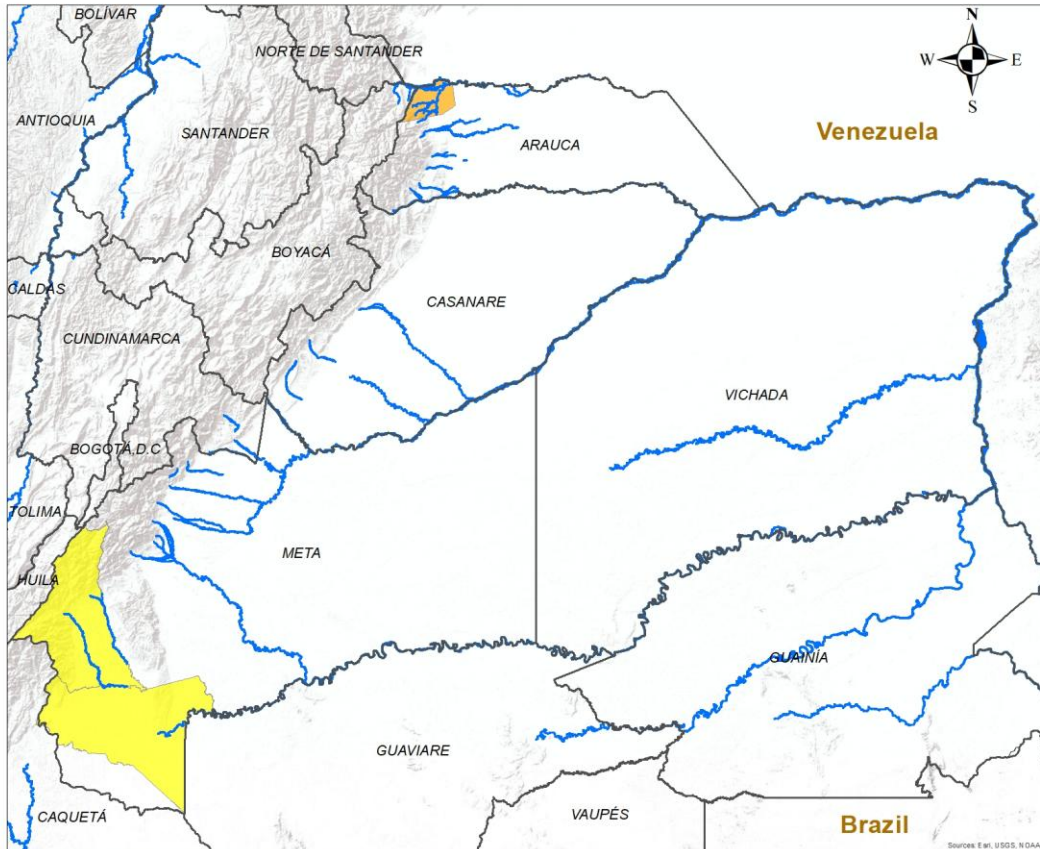 BOLÍVAR
N
NORTE DE SANTANDER
W
E
S
ANTIOQUIA
SANTANDER
Venezuela
ARAUCA
BOYACÁ
CALDAS
CASANARE
CUNDINAMARCA
VICHADA
BOGOTÁ,D.C
TOLIMA
META
HUILA
GUAINÍA
GUAVIARE
CAQUETÁ
VAUPÉS
Brazil
Sources: Esri, USGS, NOAA